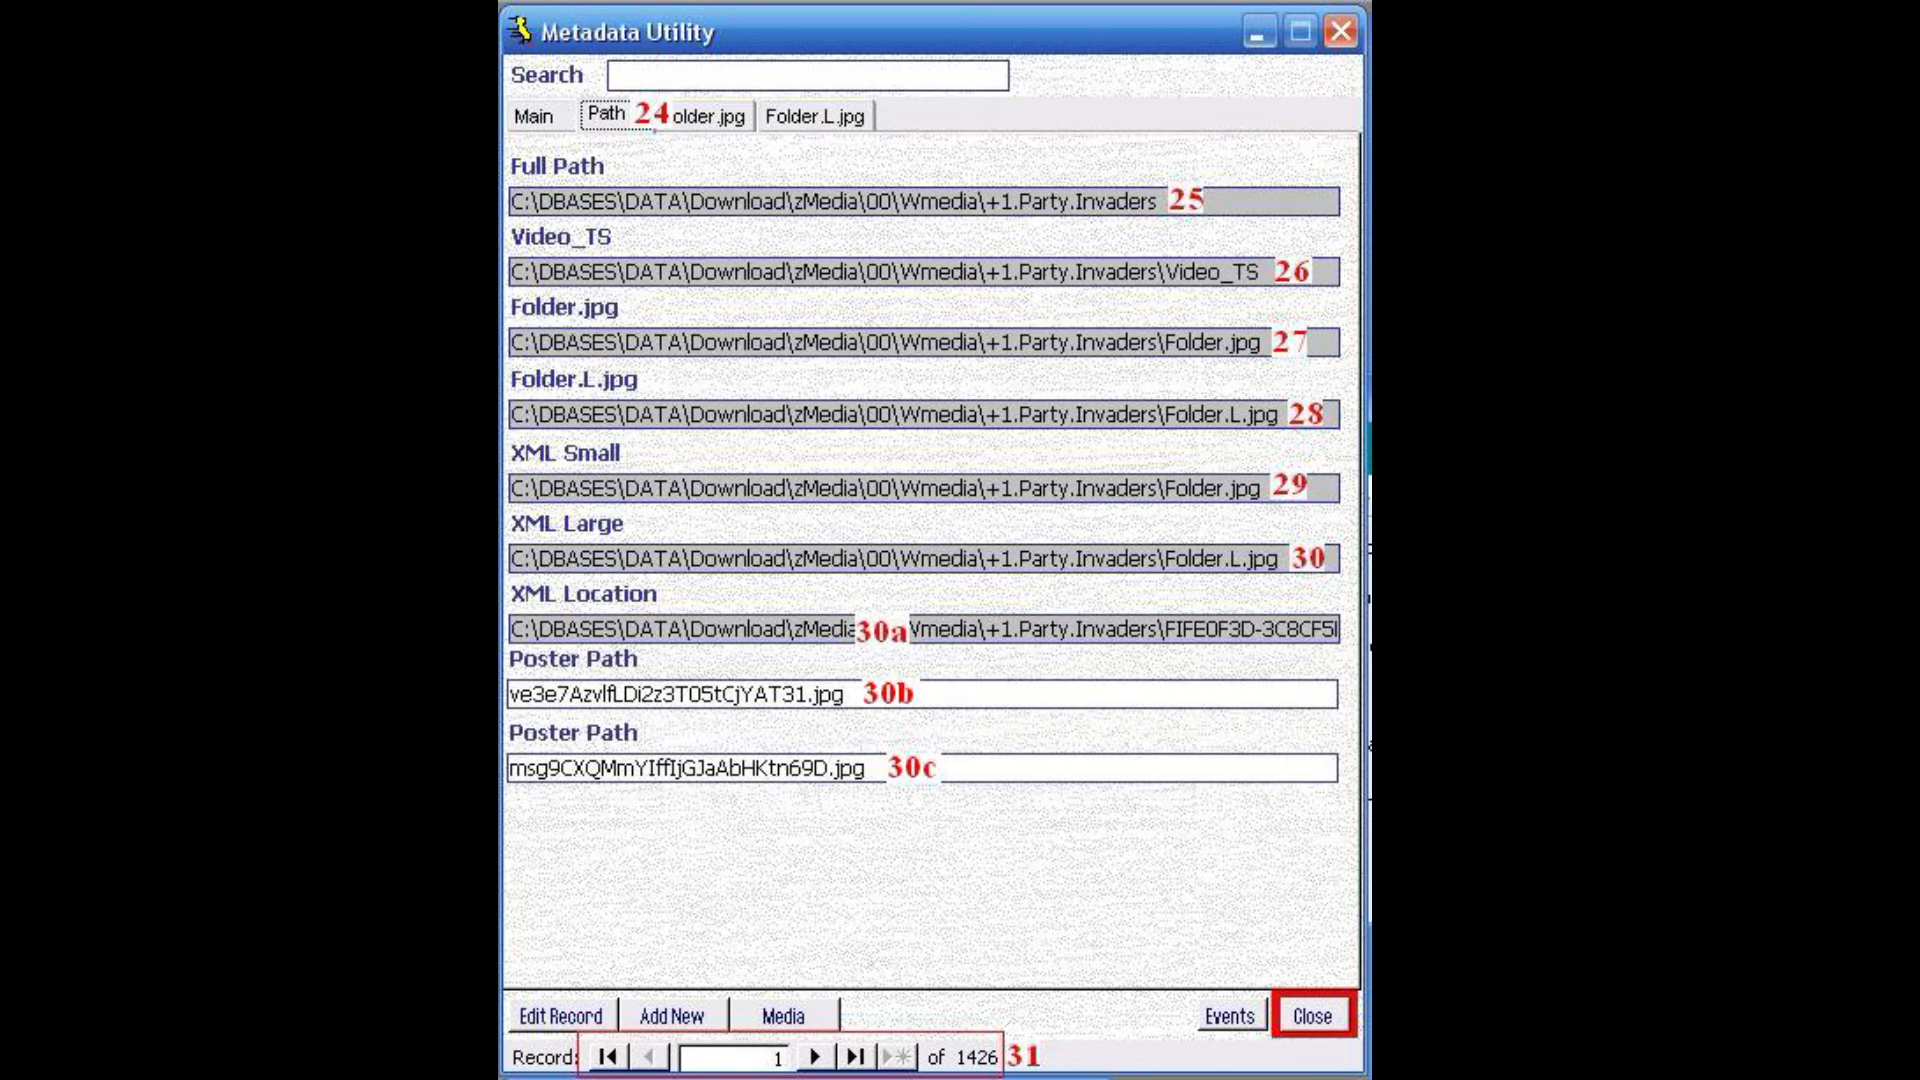 Metadata Utility
Search
Main Path 24 older.jpg Folder.L.jpg
Full Path
C:\DBASES\DATA\Download\zMedia\00\Wmedia\+1.Party.Invaders 25
Video_TS
C:\DBASES\DATA\Download\zMedia\00\Wmedia\+1.Party.Invaders\Video_TS 26
Folder.jpg
C:\DBASES\DATA\Download\zMedia\00\Wmedia\+1.Party.Invaders\Folder.jpg 27
Folder.L.jpg
C:\DBASES\DATA\Download\zMedia\00\Wmedia\+1.Party.Invaders\Folder.L.jpg 28
XML Small
C:\DBASES\DATA\Download\zMedia\00\Wmedia\+1.Party.Invaders\Folder.jpg 29
XML Large
C:\DBASES\DATA\Download\zMedia\00\Wmedia\+1.Party.Invaders\Folder.L.jpg 30
XML Location
C:\DBASES\DATA\Download\zMedia 30a Wmedia\+1.Party.Invaders\FIFE0F3D-3C8CF5
Poster Path
ve3e7AzvlfLDi2z3T05tCjYAT31.jpg 30b
Poster Path
msg9CXQMmYIffIjGJaAbHKtn69D.jpg 30c
Edit Record Add New Media Events Close
Record: 1 of 1426 31